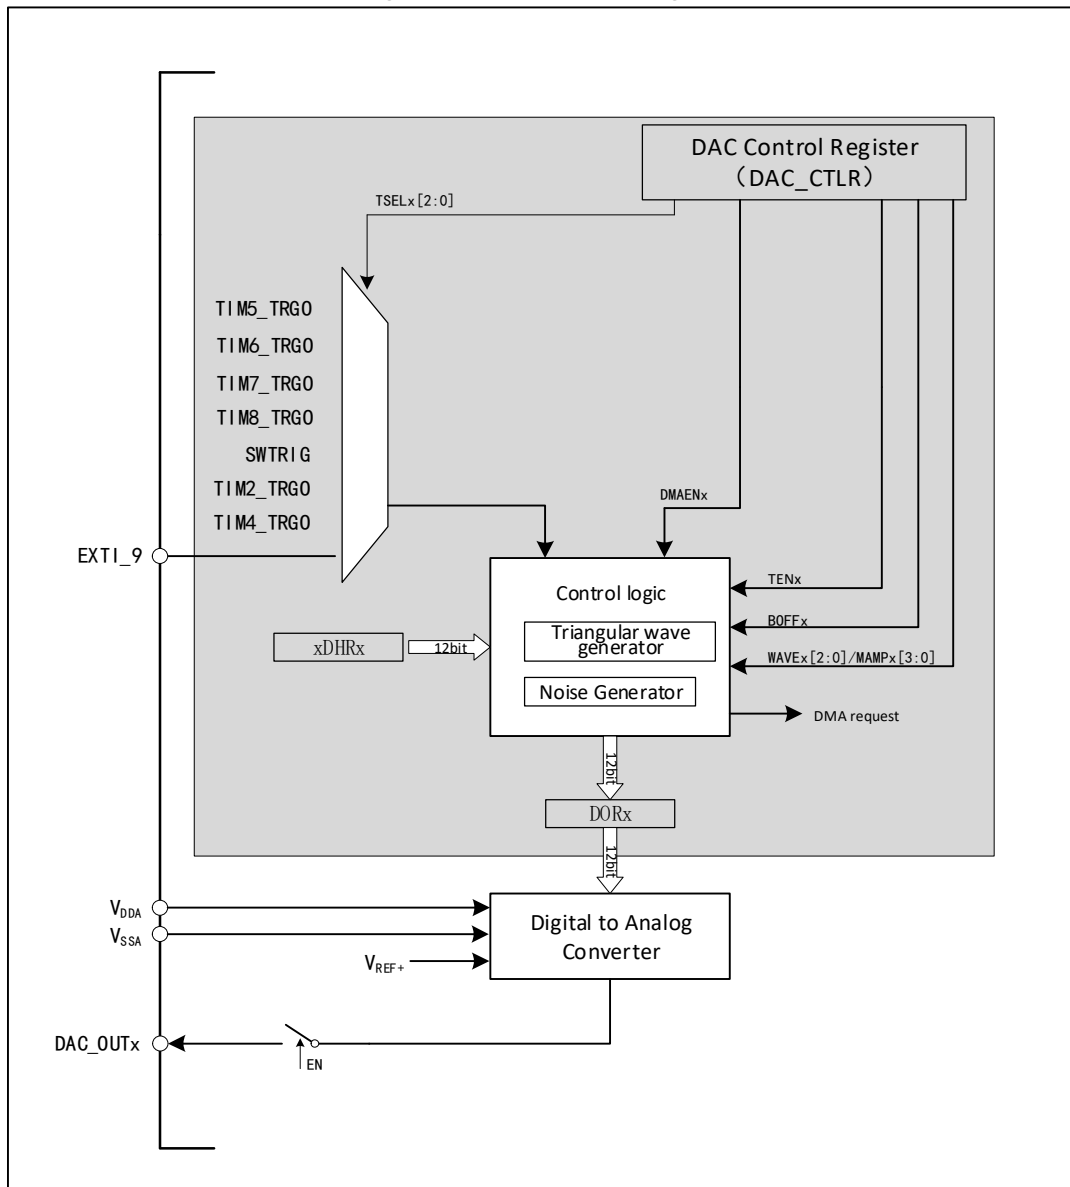 DAC Control Register
（DAC_CTLR）
TSELx[2:0]
TIM5_TRGO
TIM6_TRGO
TIM7_TRGO
TIM8_TRGO
SWTRIG
TIM2_TRGO
TIM4_TRGO
DMAENx
EXTI_9
Control logic
TENx
BOFFx
Triangular wave
generator
xDHRx
12bit
WAVEx[2:0]/MAMPx[3:0]
Noise Generator
DMA request
12bit
DORx
12bit
VDDA
VSSA
VREF+
Digital to Analog
Converter
DAC_OUTx
EN